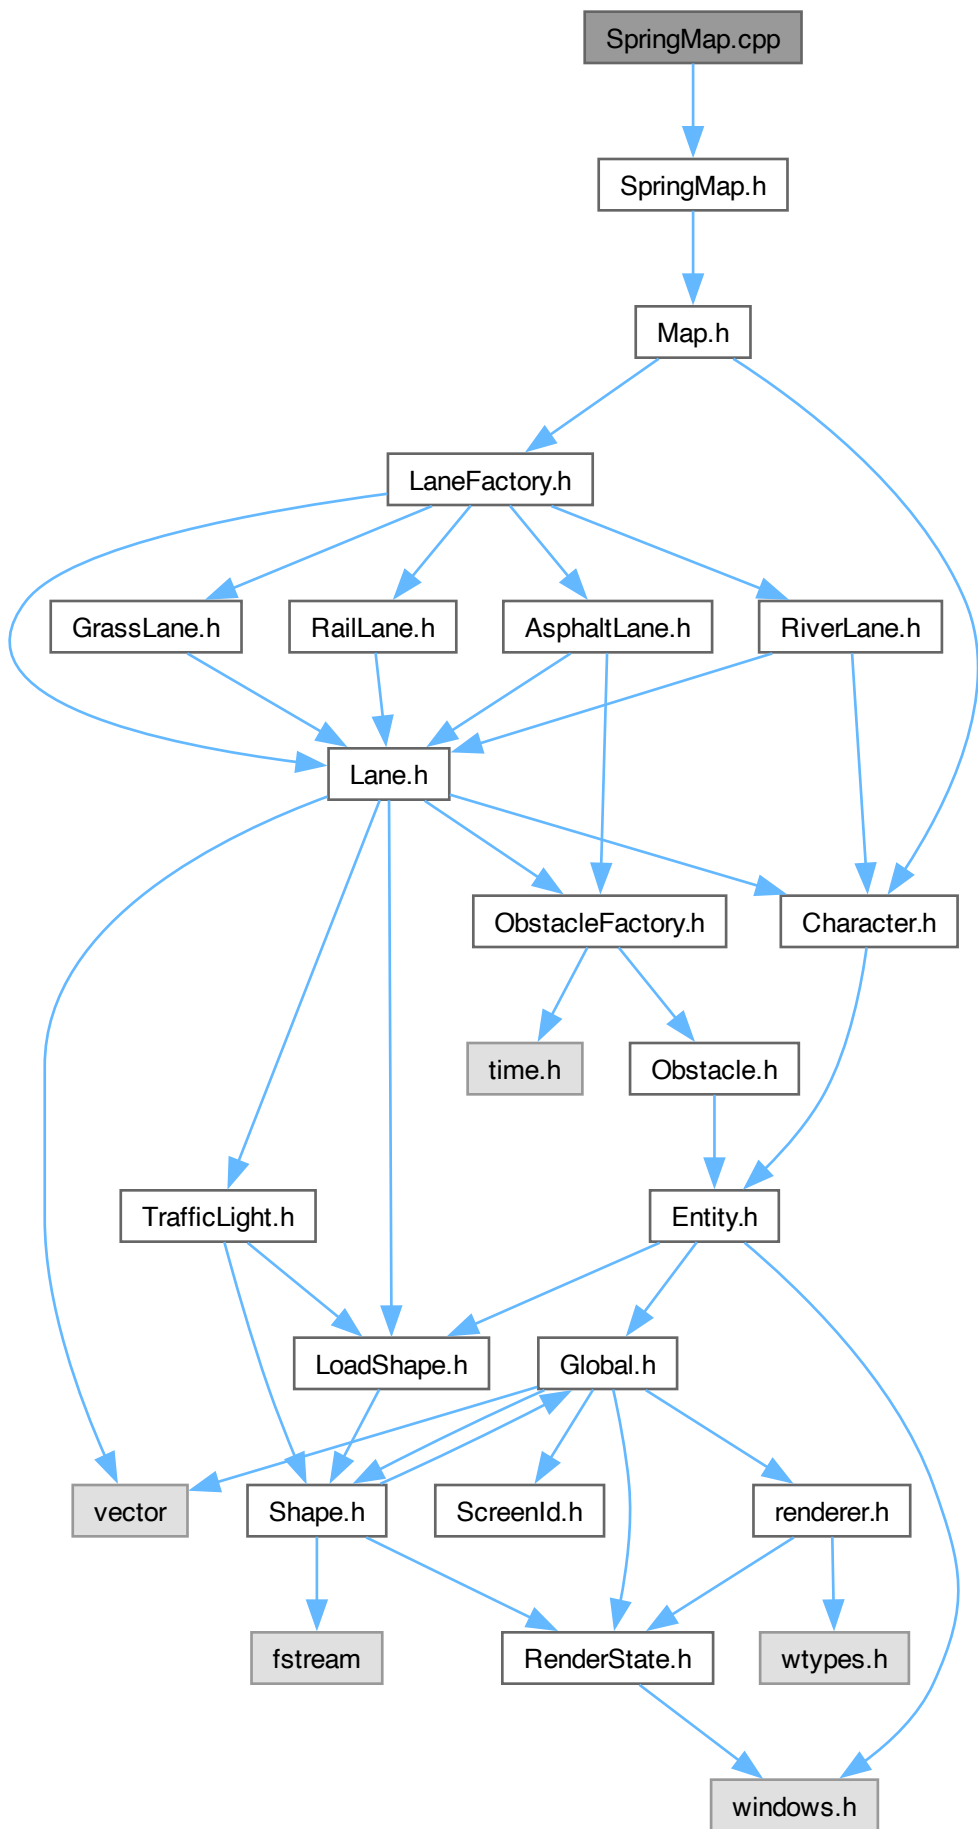 SpringMap.cpp
SpringMap.h
Map.h
LaneFactory.h
GrassLane.h
RailLane.h
AsphaltLane.h
RiverLane.h
Lane.h
ObstacleFactory.h
Character.h
time.h
Obstacle.h
TrafficLight.h
Entity.h
LoadShape.h
Global.h
vector
Shape.h
ScreenId.h
renderer.h
fstream
RenderState.h
wtypes.h
windows.h